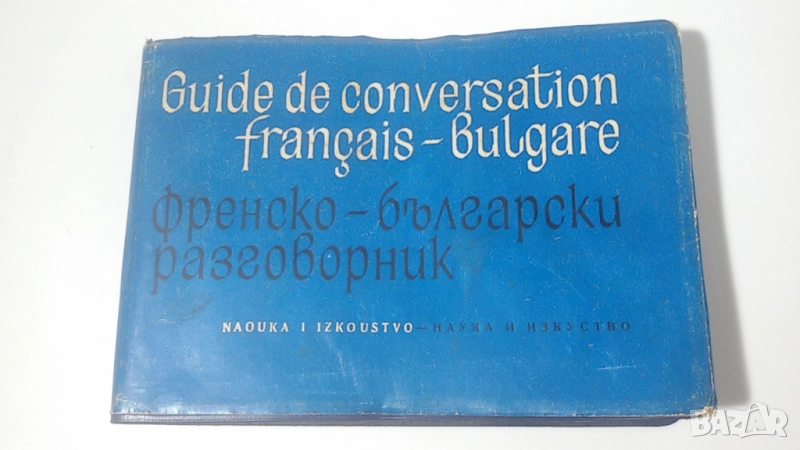 Guide de conversation
français - bulgare
Френско - български
разговорник
NAOUKA I IZKOUSTVO — НАУКА И ИЗКУСТВО
BAZAR